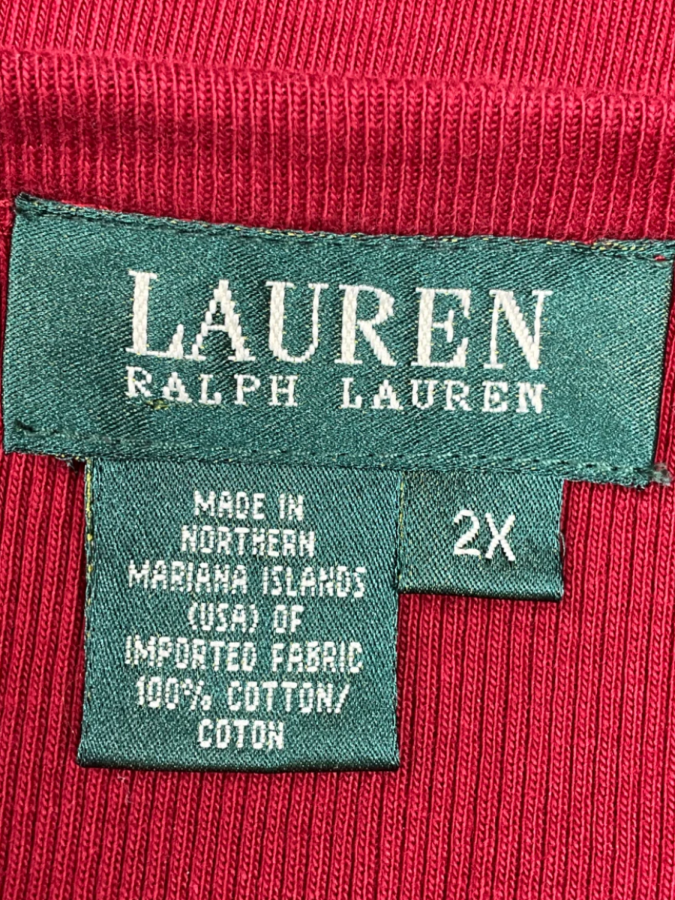 LAUREN
RALPH LAUREN
2X
MADE IN
NORTHERN
MARIANA ISLANDS
(USA) OF
IMPORTED FABRIC
100% COTTON/
COTON